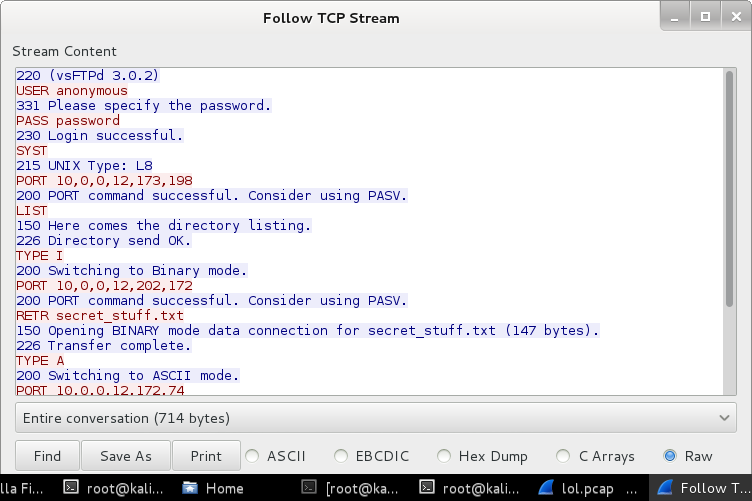 Follow TCP Stream
Stream Content
220 (vsFTPd 3.0.2)
USER anonymous
331 Please specify the password.
PASS password
230 Login successful.
SYST
215 UNIX Type: L8
PORT 10,0,0,12,173,198
200 PORT command successful. Consider using PASV.
LIST
150 Here comes the directory listing.
226 Directory send OK.
TYPE I
200 Switching to Binary mode.
PORT 10,0,0,12,202,172
200 PORT command successful. Consider using PASV.
RETR secret_stuff.txt
150 Opening BINARY mode data connection for secret_stuff.txt (147 bytes).
226 Transfer complete.
TYPE A
200 Switching to ASCII mode.
PORT 10,0,0,12,172,74
Entire conversation (714 bytes)
Find Save As Print ASCII EBCDIC Hex Dump C Arrays Raw
lla Fi... root@kali... Home [root@ka... root@kali... lol.pcap ... Follow T...